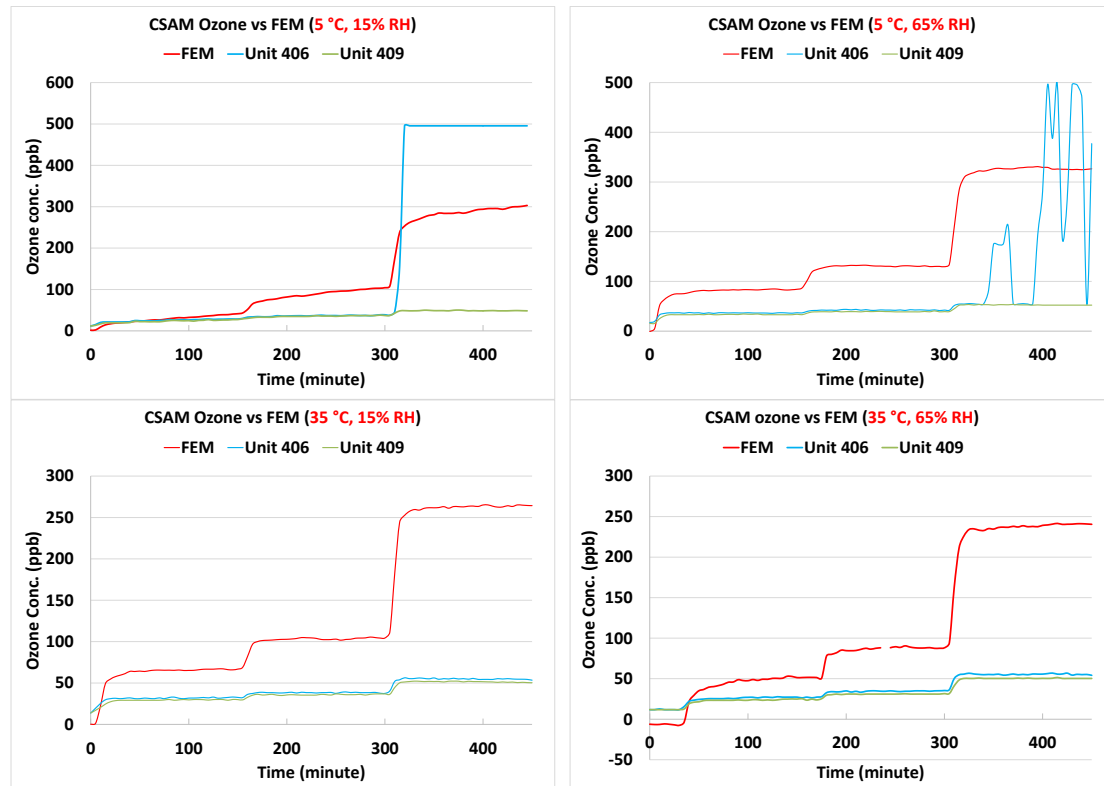 CSAM Ozone vs FEM (5 °C, 15% RH)
FEM Unit 406 Unit 409
600
500
400
300
200
100
0
0 100 200 300 400
Ozone conc. (ppb)
Time (minute)
CSAM Ozone vs FEM (5 °C, 65% RH)
FEM Unit 406 Unit 409
500
400
300
200
100
0
0 100 200 300 400
Ozone Conc. (ppb)
Time (minute)
CSAM Ozone vs FEM (35 °C, 15% RH)
FEM Unit 406 Unit 409
300
250
200
150
100
50
0
0 100 200 300 400
Ozone Conc. (ppb)
Time (minute)
CSAM ozone vs FEM (35 °C, 65% RH)
FEM Unit 406 Unit 409
300
250
200
150
100
50
0
-50
0 100 200 300 400
Ozone Conc. (ppb)
Time (minute)